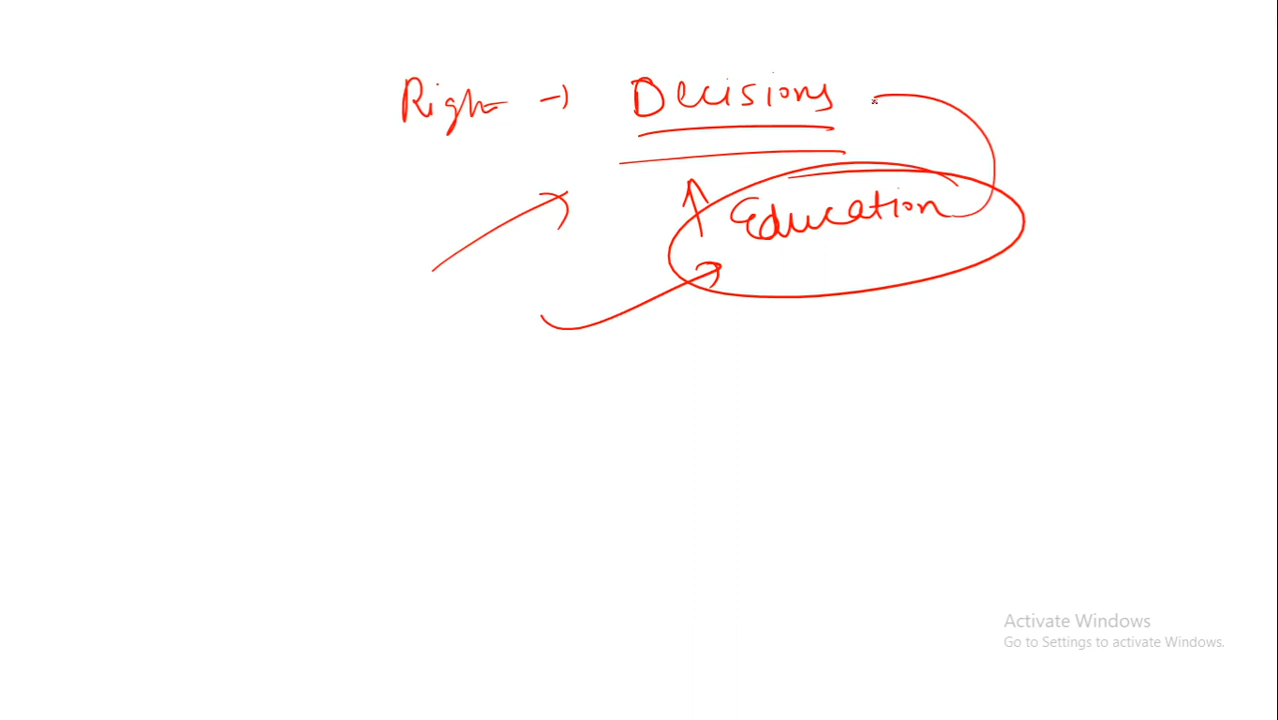 Right → Decisions
↑ Education
Activate Windows
Go to Settings to activate Windows.